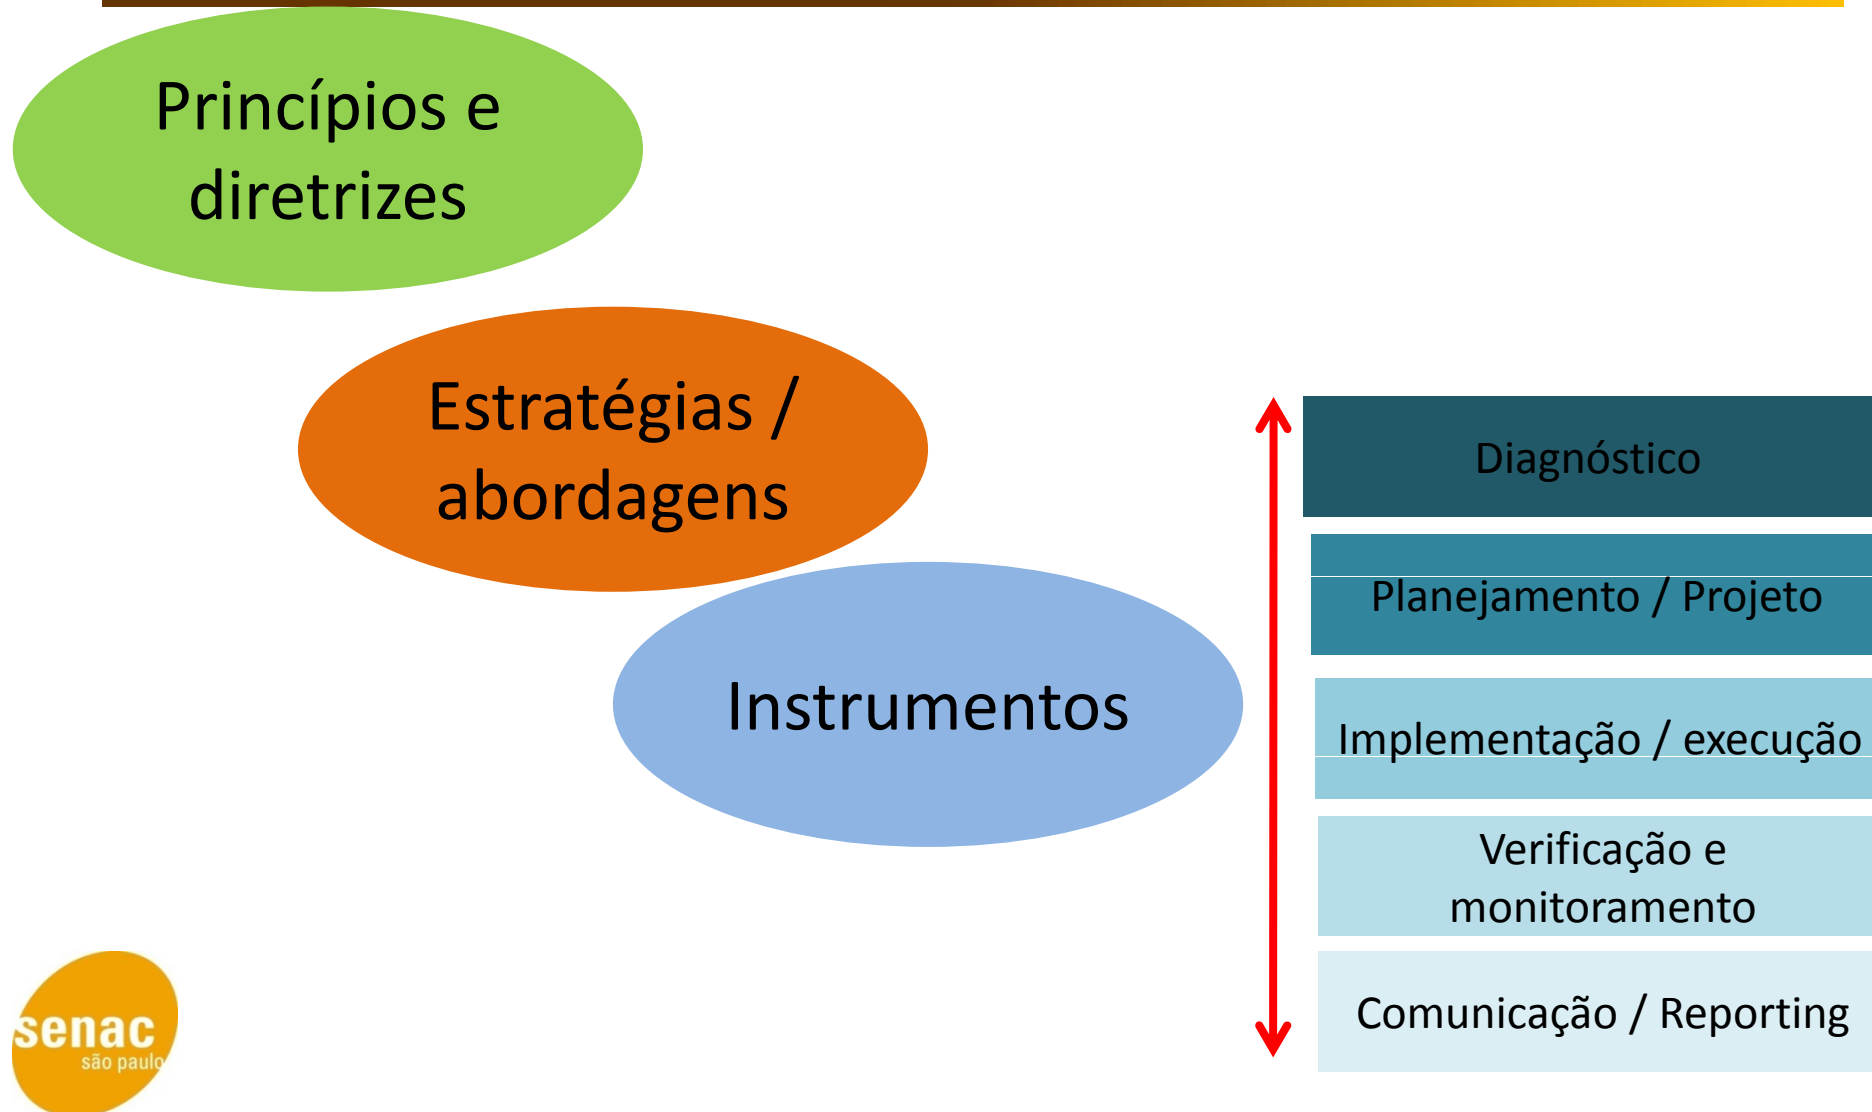 Princípios e
diretrizes
Estratégias /
abordagens
Instrumentos
Diagnóstico
Planejamento / Projeto
Implementação / execução
Verificação e
monitoramento
Comunicação / Reporting
senac
são paulo